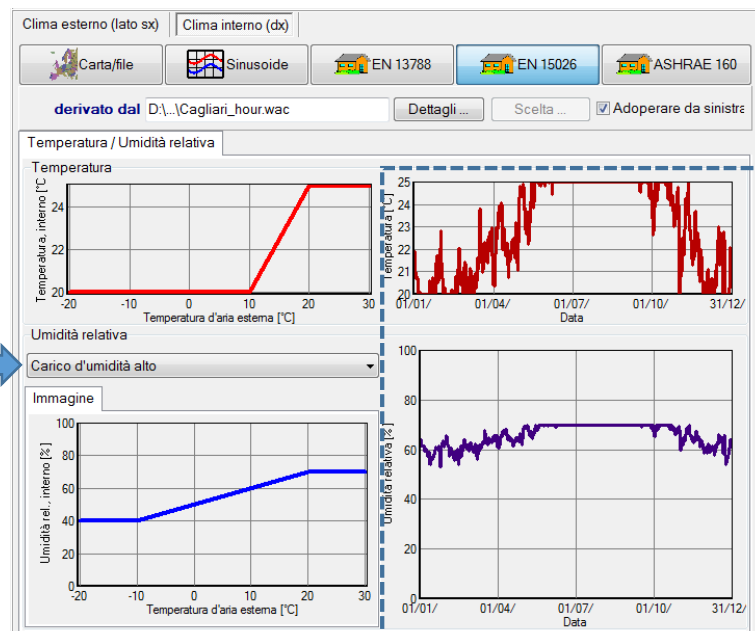 Clima esterno (lato sx) Clima interno (dx)
Carta/file Sinusoide EN 13788 EN 15026 ASHRAE 160
derivato dal D:\...\Cagliari_hour.wac Dettagli ... Scelta ... Adoperare da sinistra
Temperatura / Umidità relativa
Temperatura
Temperatura, interno [°C
24
22
20
-20 -10 0 10 20 30
Temperatura d'aria esterna [°C]
Temperatura [°C]
25
24
23
22
21
20
01/01/ 01/04/ 01/07/ 01/10/ 31/12/
Data
Umidità relativa
Carico d'umidità alto
Immagine
Umidità rel., interno [%]
100
80
60
40
20
0
-20 -10 0 10 20 30
Temperatura d'aria esterna [°C]
Umidità relativa [%]
100
80
60
40
20
0
01/01/ 01/04/ 01/07/ 01/10/ 31/12/
Data